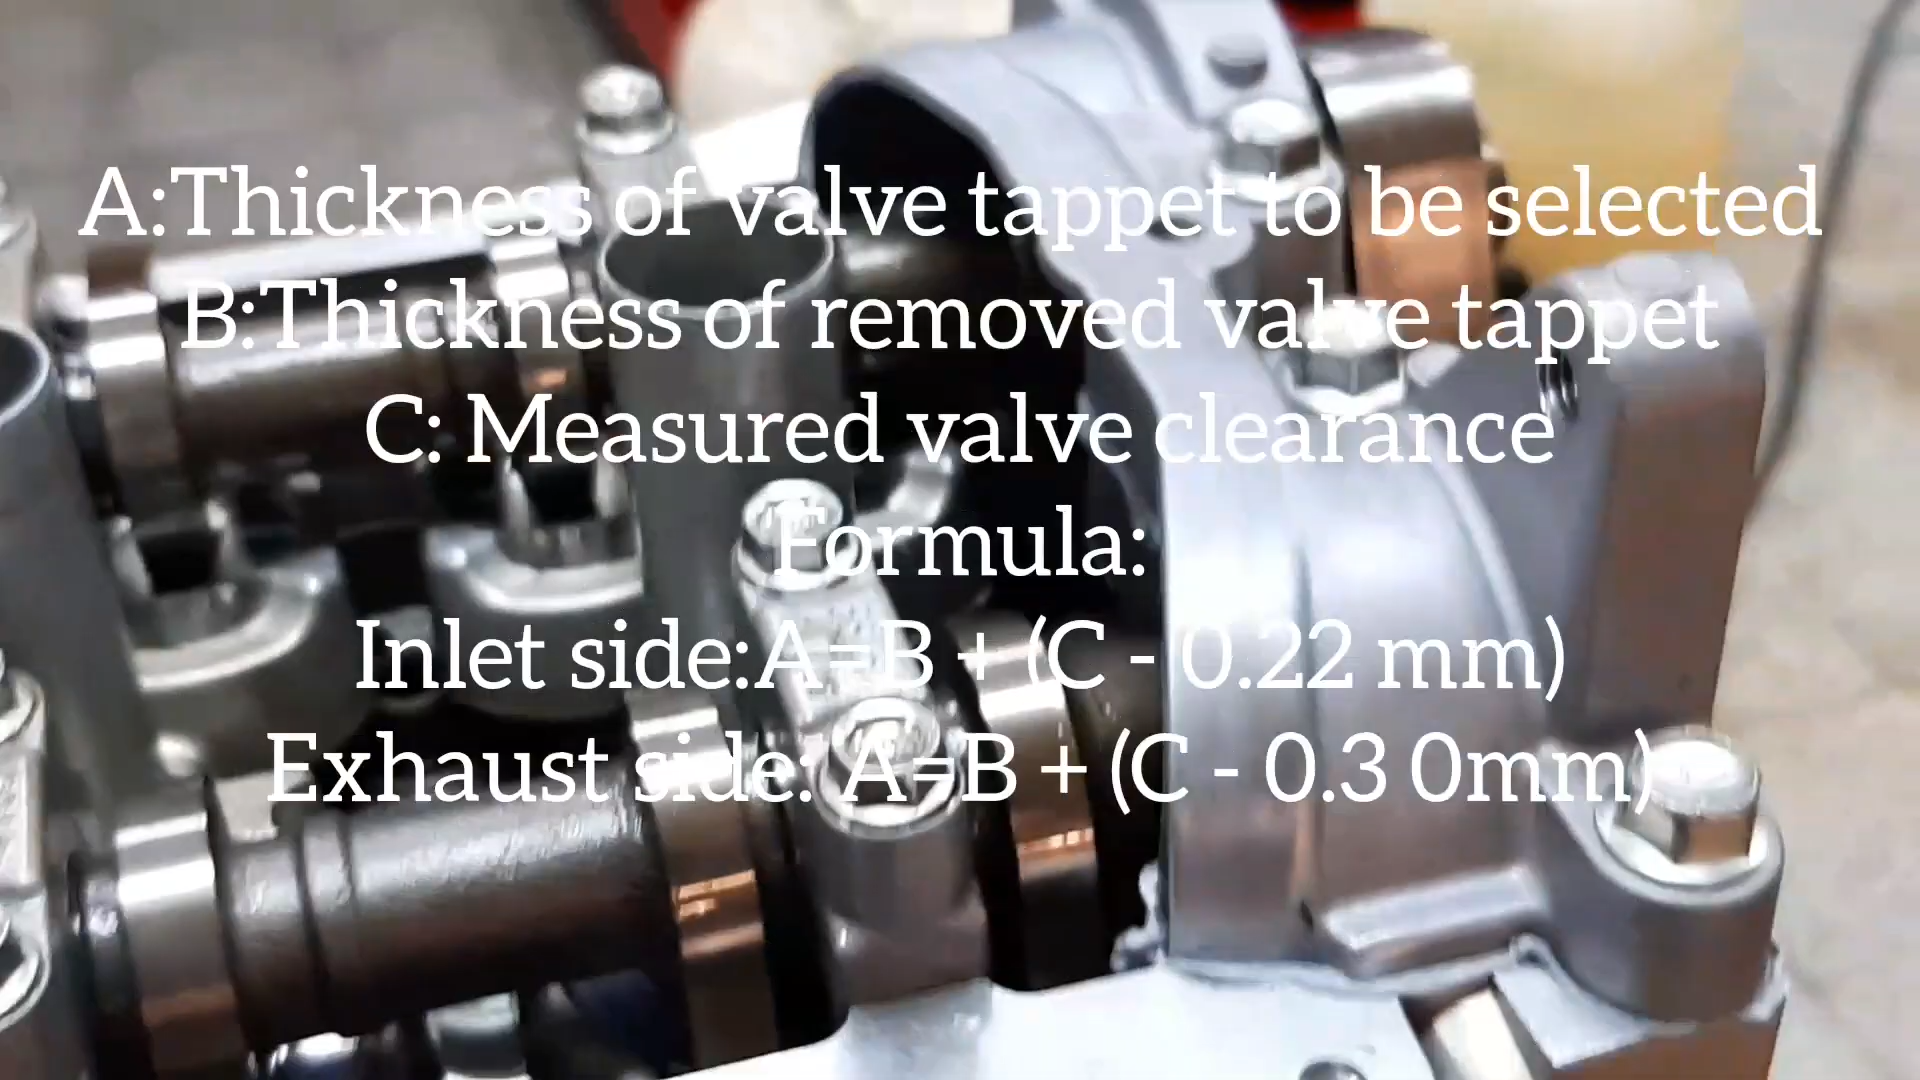 A:Thickness of valve tappet to be selected
B:Thickness of removed valve tappet
C: Measured valve clearance
Formula:
Inlet side:A=B + (C - 0.22 mm)
Exhaust side: A=B + (C - 0.3 0mm)